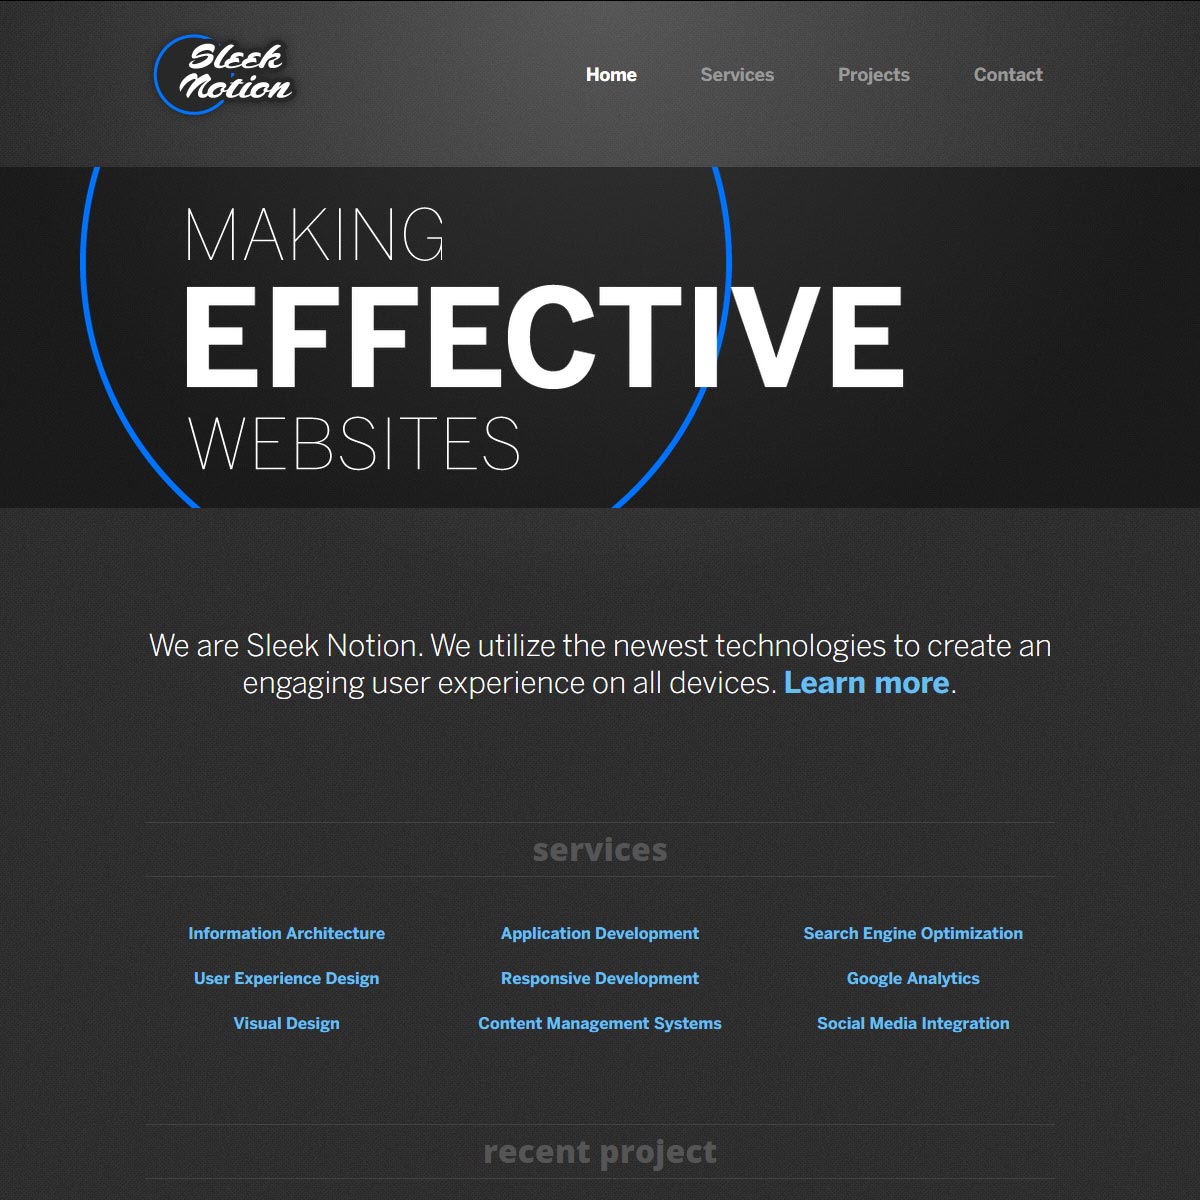 Sleek
Notion
Home Services Projects Contact
MAKING
EFFECTIVE
WEBSITES
We are Sleek Notion. We utilize the newest technologies to create an
engaging user experience on all devices. Learn more.
services
Information Architecture Application Development Search Engine Optimization
User Experience Design Responsive Development Google Analytics
Visual Design Content Management Systems Social Media Integration
recent project